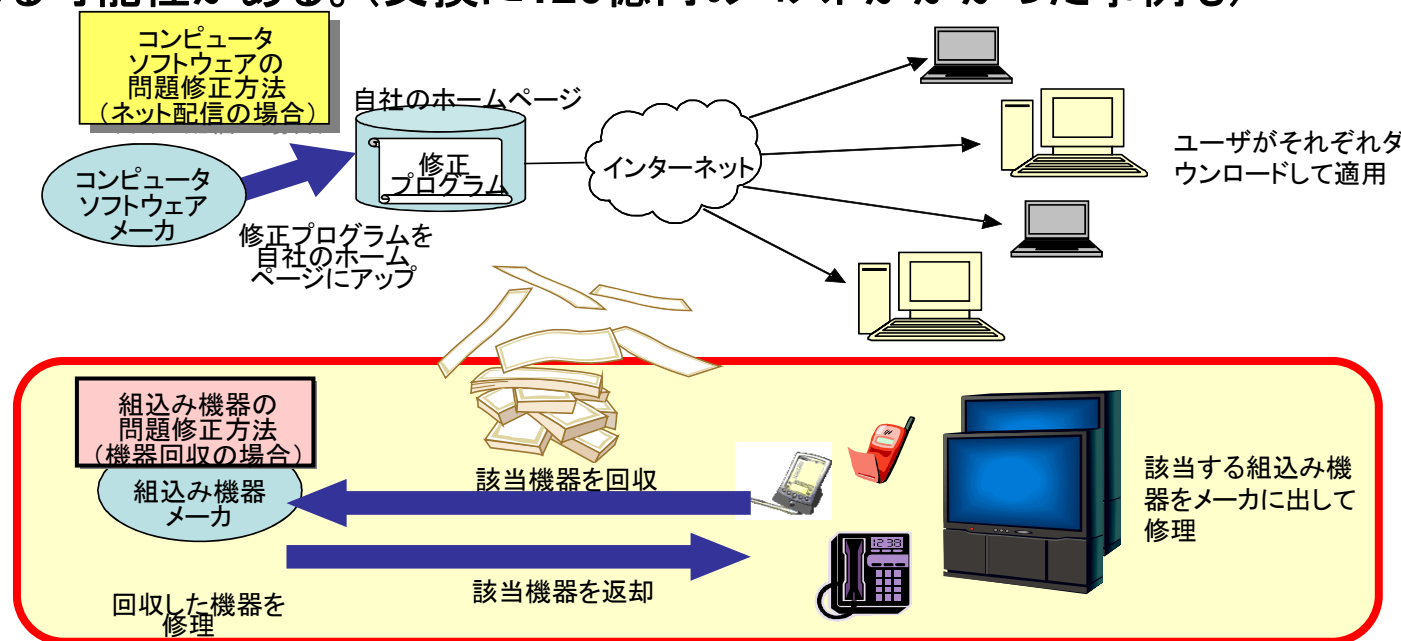 コンピュータ
ソフトウェアの
問題修正方法
（ネット配信の場合）
自社のホームページ
修正
プログラム
インターネット
ユーザがそれぞれダ
ウンロードして適用
コンピュータ
ソフトウェア
メーカ
修正プログラムを
自社のホーム
ページにアップ
組込み機器の
問題修正方法
（機器回収の場合）
組込み機器
メーカ
該当機器を回収
12:38
該当する組込み機
器をメーカに出して
修理
該当機器を返却
回収した機器を
修理